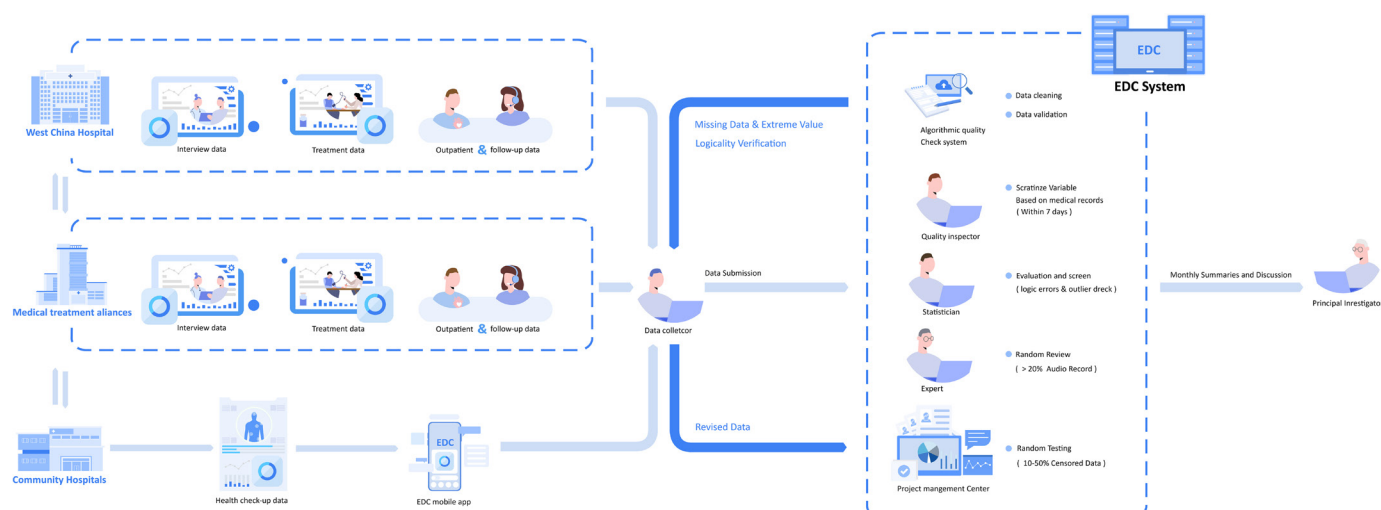 West China Hospital
Interview data
Treatment data
Outpatient & follow-up data
Medical treatment aliances
Interview data
Treatment data
Outpatient & follow-up data
Community Hospitals
Health check-up data
EDC
EDC mobile app
Data colletcor
Missing Data & Extreme Value
Logicality Verification
Data Submission
Revised Data
EDC
EDC System
Algorithmic quality
Check system
Data cleaning
Data validation
Quality inspector
Scratinze Variable
Based on medical records
( Within 7 days )
Statistician
Evaluation and screen
( logic errors & outlier dreck )
Expert
Random Review
( > 20% Audio Record )
Project mangement Center
Random Testing
( 10-50% Censored Data )
Monthly Summaries and Discussion
Principal Inrestigato